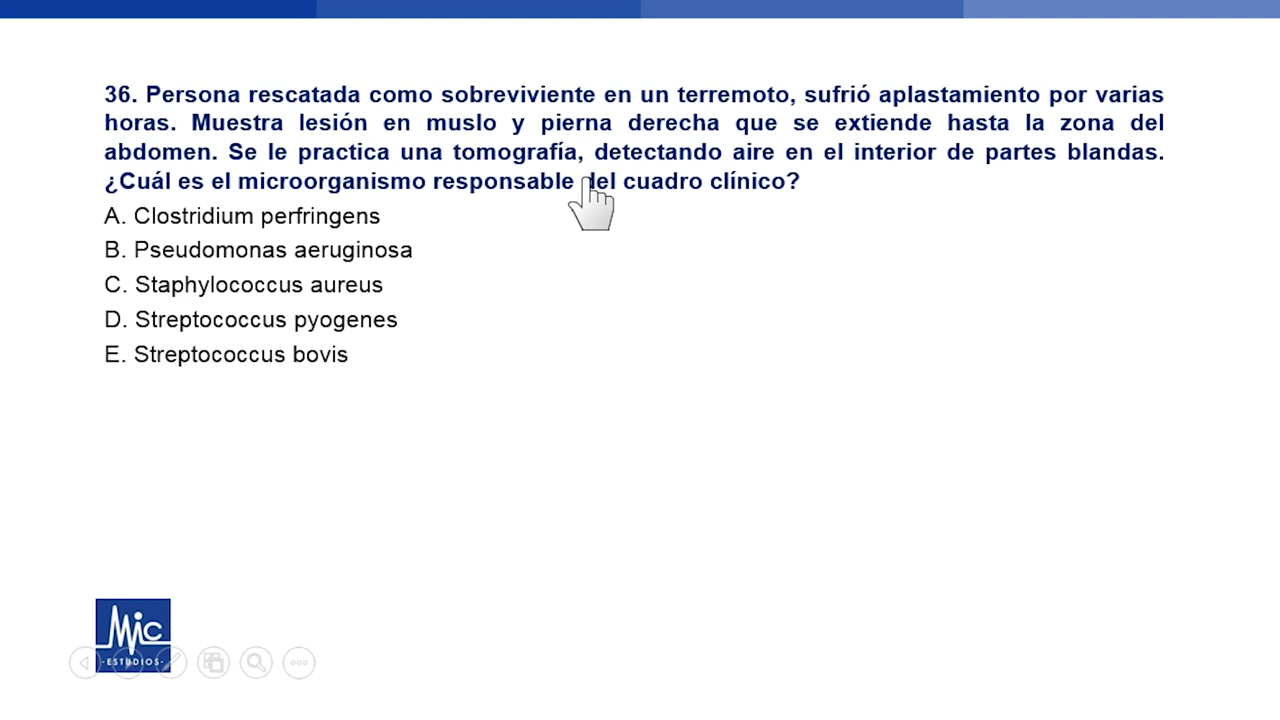 36. Persona rescatada como sobreviviente en un terremoto, sufrió aplastamiento por varias
horas. Muestra lesión en muslo y pierna derecha que se extiende hasta la zona del
abdomen. Se le practica una tomografía, detectando aire en el interior de partes blandas.
¿Cuál es el microorganismo responsable del cuadro clínico?
A. Clostridium perfringens
B. Pseudomonas aeruginosa
C. Staphylococcus aureus
D. Streptococcus pyogenes
E. Streptococcus bovis
Mic
-ESTUDIOS-